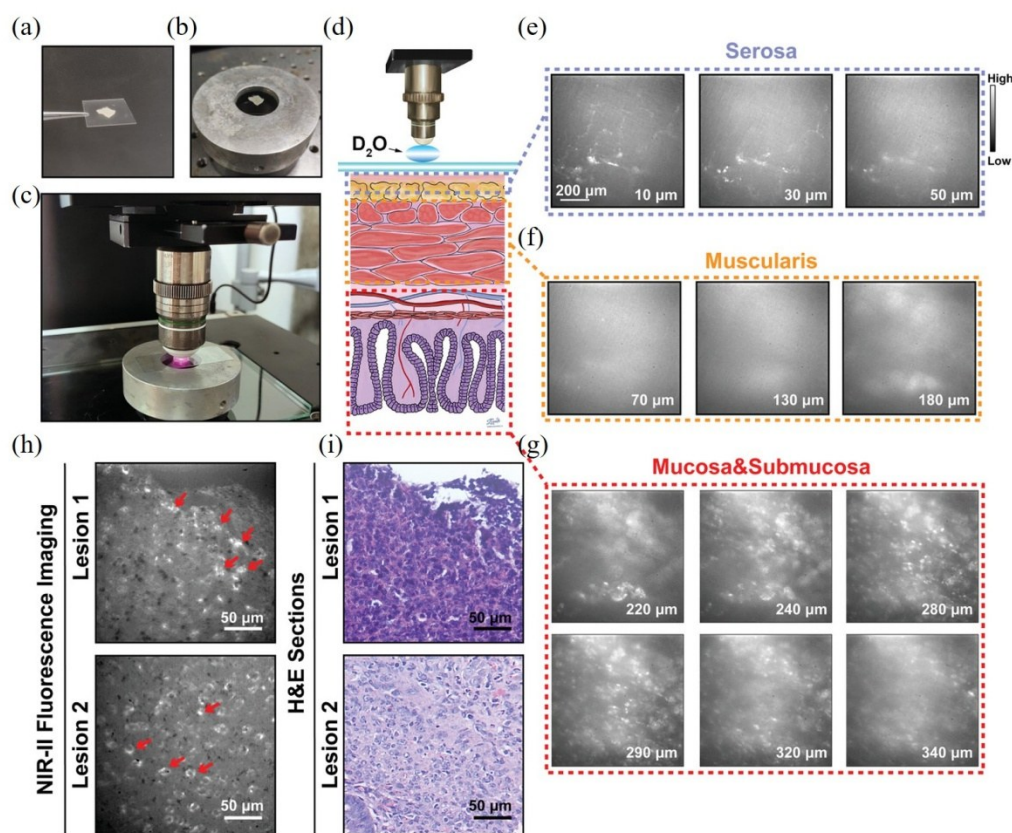 (a)
(b)
(c)
(d)
D₂O
(e)
Serosa
High
Low
200 µm
10 µm
30 µm
50 µm
(f)
Muscularis
70 µm
130 µm
180 µm
(g)
Mucosa&Submucosa
220 µm
240 µm
280 µm
290 µm
320 µm
340 µm
(h)
NIR-II Fluorescence Imaging
Lesion 1
50 µm
Lesion 2
50 µm
(i)
H&E Sections
Lesion 1
50 µm
Lesion 2
50 µm